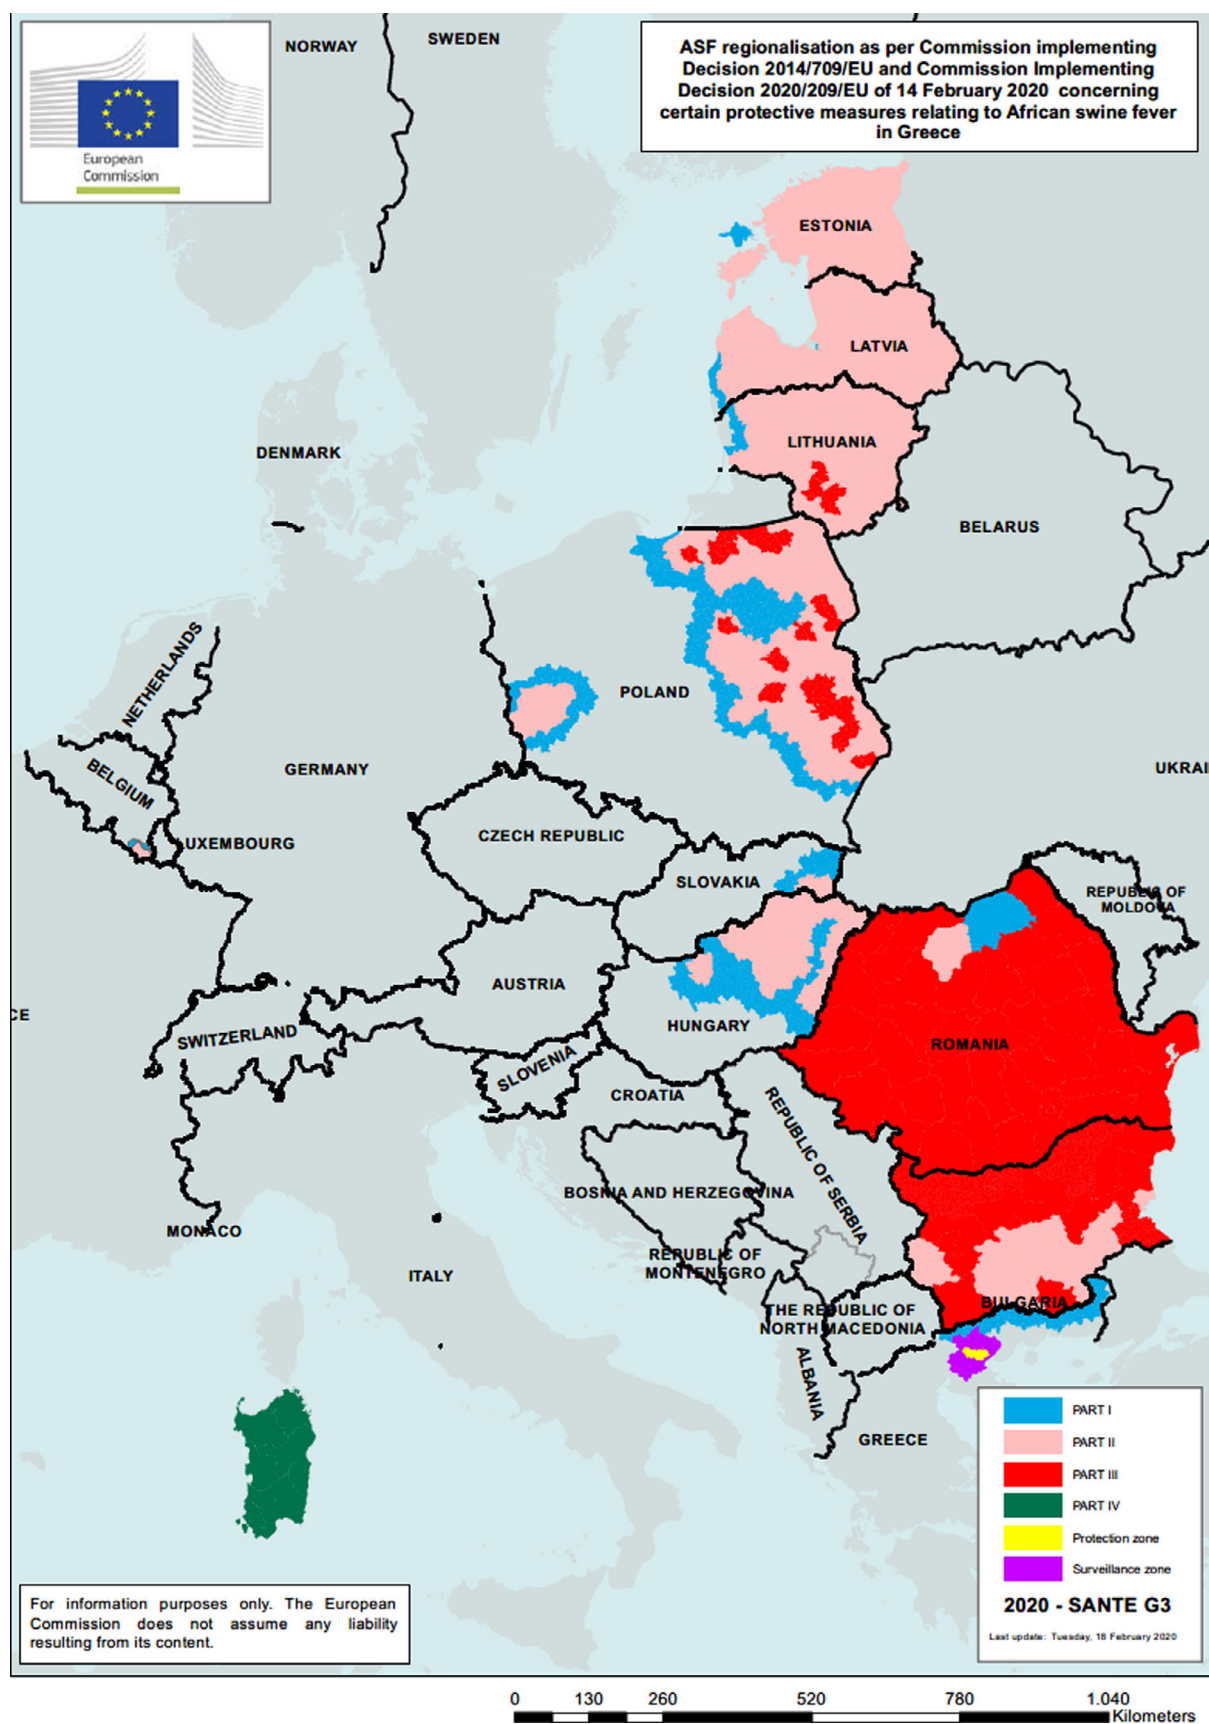 NORWAY
SWEDEN
European
Commission
ASF regionalisation as per Commission implementing
Decision 2014/709/EU and Commission Implementing
Decision 2020/209/EU of 14 February 2020 concerning
certain protective measures relating to African swine fever
in Greece
ESTONIA
LATVIA
LITHUANIA
DENMARK
BELARUS
NETHERLANDS
POLAND
BELGIUM
GERMANY
UKRAI
LUXEMBOURG
CZECH REPUBLIC
SLOVAKIA
REPUBLIC OF
MOLDOVA
AUSTRIA
CE
HUNGARY
SWITZERLAND
ROMANIA
SLOVENIA
CROATIA
REPUBLIC OF SERBIA
BOSNIA AND HERZEGOVINA
MONACO
REPUBLIC OF
MONTENEGRO
ITALY
BULGARIA
THE REPUBLIC OF
NORTH MACEDONIA
ALBANIA
GREECE
PART I
PART II
PART III
PART IV
Protection zone
Surveillance zone
2020 - SANTE G3
Last update: Tuesday, 18 February 2020
For information purposes only. The European
Commission does not assume any liability
resulting from its content.
0 130 260 520 780 1.040
Kilometers